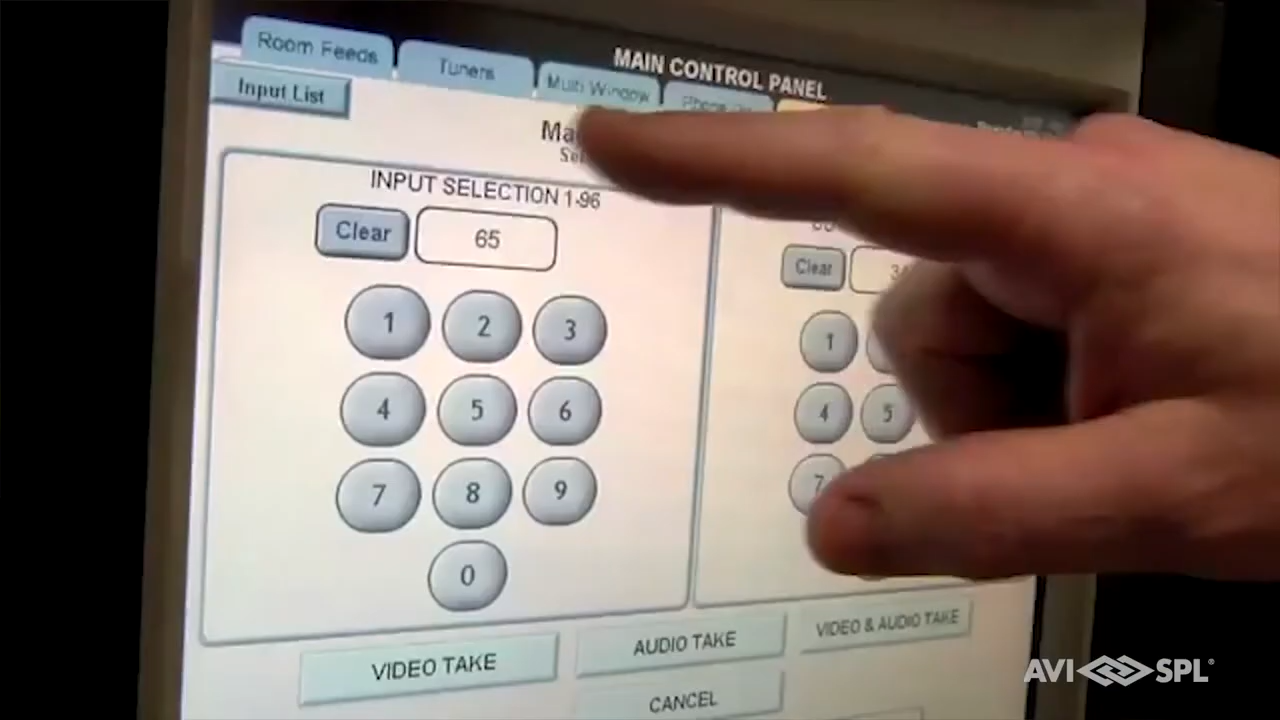 MAIN CONTROL PANEL
Room Feeds
Tuners
Multi Window
Input List
INPUT SELECTION 1-96
Clear
65
1
2
3
4
5
6
7
8
9
0
Clear
1
4
5
7
VIDEO TAKE
AUDIO TAKE
VIDEO & AUDIO TAKE
CANCEL
AVI SPL